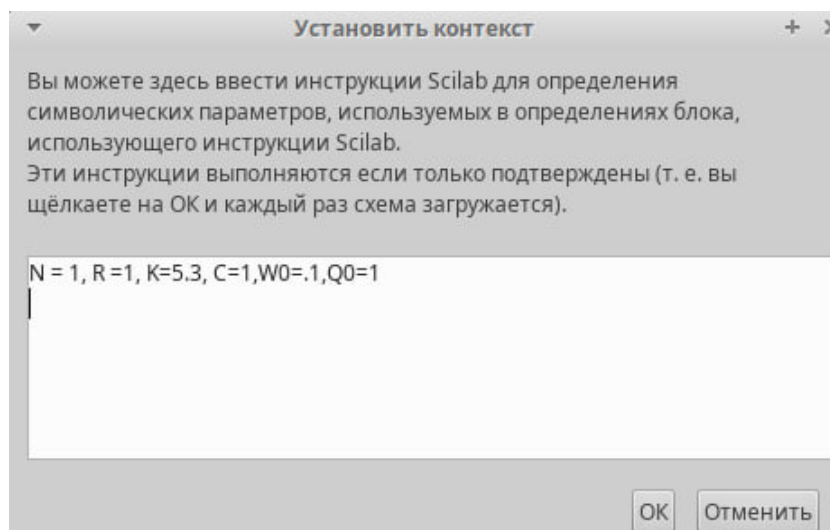 Установить контекст
Вы можете здесь ввести инструкции Scilab для определения
символических параметров, используемых в определениях блока,
использующего инструкции Scilab.
Эти инструкции выполняются если только подтверждены (т. е. вы
щёлкаете на ОК и каждый раз схема загружается).
N = 1, R =1, K=5.3, C=1,W0=.1,Q0=1
ОК Отменить